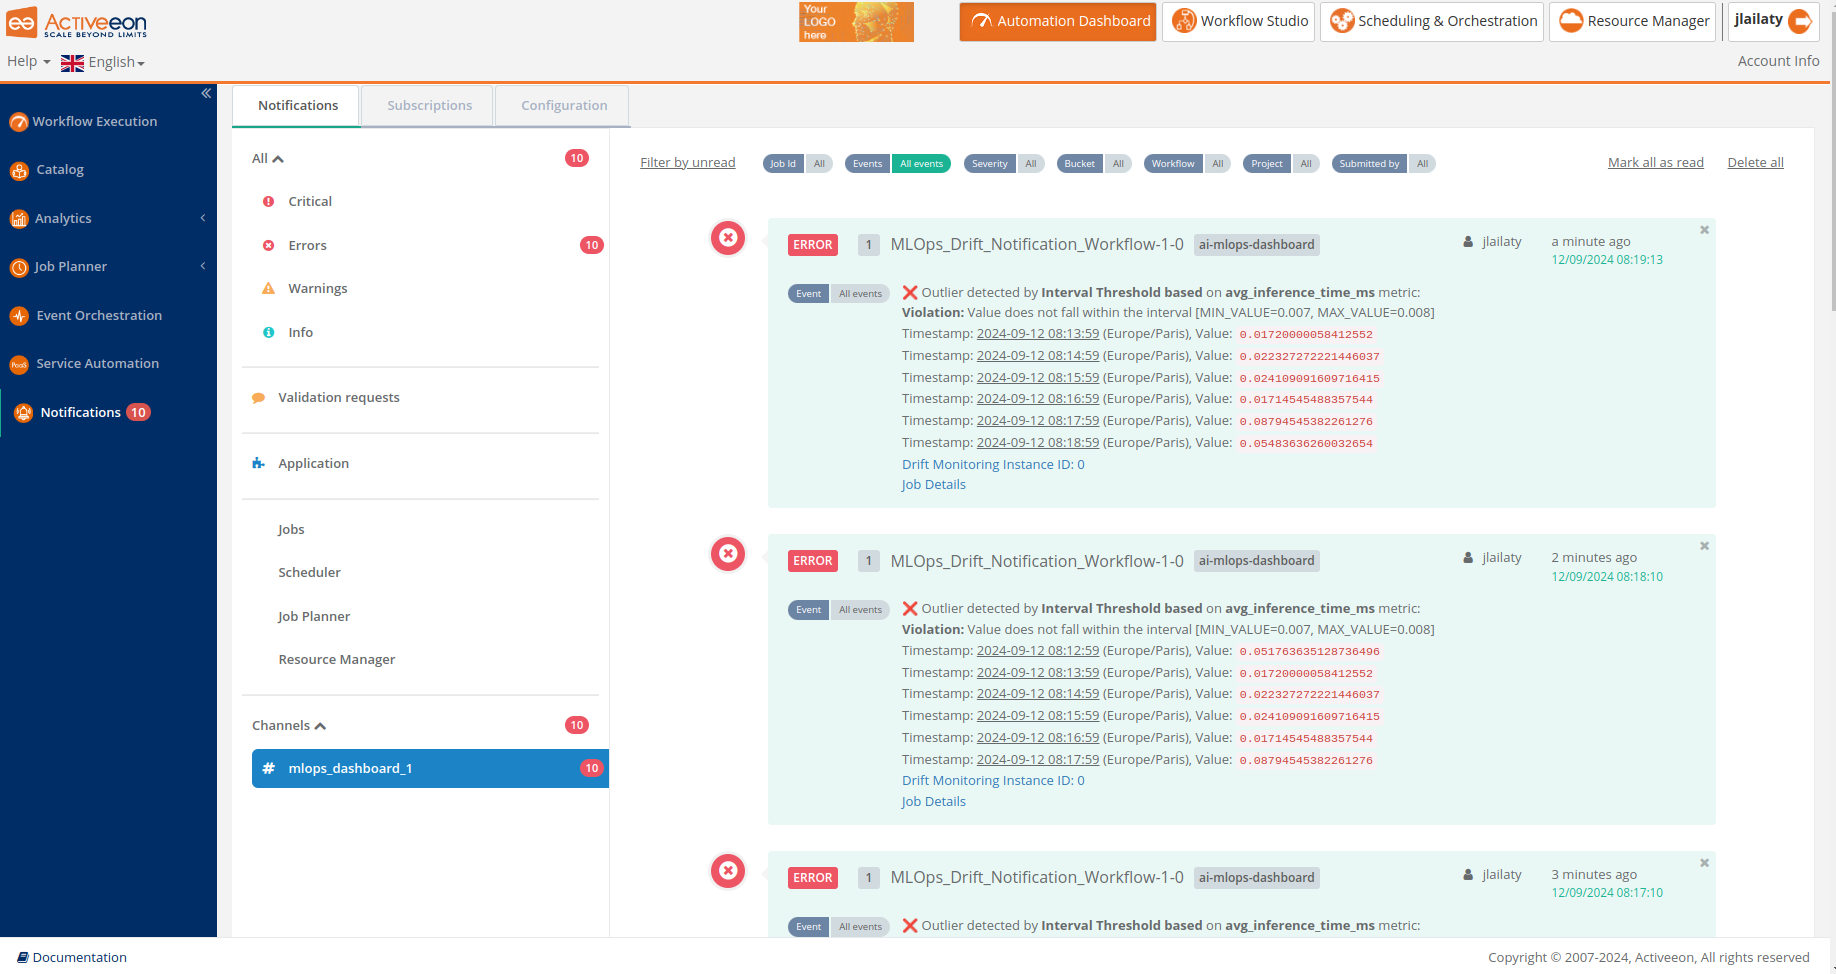 Activeeon
SCALE BEYOND LIMITS
Your
LOGO
here
Automation Dashboard
Workflow Studio
Scheduling & Orchestration
Resource Manager
jlailaty
Help
English
Account Info
Workflow Execution
Catalog
Analytics
Job Planner
Event Orchestration
PaaS
Service Automation
Notifications 10
Notifications
Subscriptions
Configuration
All 10
Critical
Errors 10
Warnings
Info
Validation requests
Application
Jobs
Scheduler
Job Planner
Resource Manager
Channels 10
# mlops_dashboard_1 10
Filter by unread
Job Id All
Events All events
Severity All
Bucket All
Workflow All
Project All
Submitted by All
Mark all as read
Delete all
ERROR 1 MLOps_Drift_Notification_Workflow-1-0 ai-mlops-dashboard
jlailaty
a minute ago
12/09/2024 08:19:13
Event All events
❌ Outlier detected by Interval Threshold based on avg_inference_time_ms metric:
Violation: Value does not fall within the interval [MIN_VALUE=0.007, MAX_VALUE=0.008]
Timestamp: 2024-09-12 08:13:59 (Europe/Paris), Value: 0.01720000058412552
Timestamp: 2024-09-12 08:14:59 (Europe/Paris), Value: 0.022327272221446037
Timestamp: 2024-09-12 08:15:59 (Europe/Paris), Value: 0.024109091609716415
Timestamp: 2024-09-12 08:16:59 (Europe/Paris), Value: 0.01714545488357544
Timestamp: 2024-09-12 08:17:59 (Europe/Paris), Value: 0.08794545382261276
Timestamp: 2024-09-12 08:18:59 (Europe/Paris), Value: 0.05483636260032654
Drift Monitoring Instance ID: 0
Job Details
ERROR 1 MLOps_Drift_Notification_Workflow-1-0 ai-mlops-dashboard
jlailaty
2 minutes ago
12/09/2024 08:18:10
Event All events
❌ Outlier detected by Interval Threshold based on avg_inference_time_ms metric:
Violation: Value does not fall within the interval [MIN_VALUE=0.007, MAX_VALUE=0.008]
Timestamp: 2024-09-12 08:12:59 (Europe/Paris), Value: 0.051763635128736496
Timestamp: 2024-09-12 08:13:59 (Europe/Paris), Value: 0.01720000058412552
Timestamp: 2024-09-12 08:14:59 (Europe/Paris), Value: 0.022327272221446037
Timestamp: 2024-09-12 08:15:59 (Europe/Paris), Value: 0.024109091609716415
Timestamp: 2024-09-12 08:16:59 (Europe/Paris), Value: 0.01714545488357544
Timestamp: 2024-09-12 08:17:59 (Europe/Paris), Value: 0.08794545382261276
Drift Monitoring Instance ID: 0
Job Details
ERROR 1 MLOps_Drift_Notification_Workflow-1-0 ai-mlops-dashboard
jlailaty
3 minutes ago
12/09/2024 08:17:10
Event All events
❌ Outlier detected by Interval Threshold based on avg_inference_time_ms metric:
Documentation
Copyright © 2007-2024, Activeeon, All rights reserved